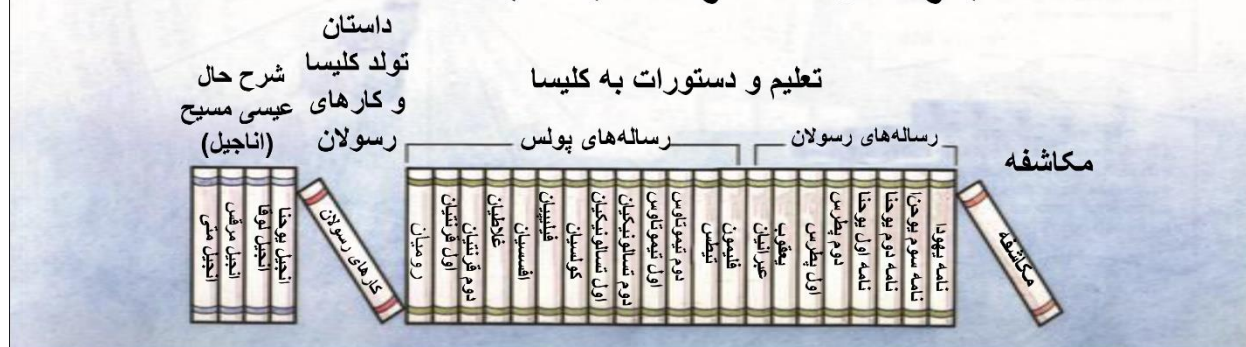 شرح حال
عیسی مسیح
(اناجیل)
داستان
تولد کلیسا
و کارهای
رسولان
تعلیم و دستورات به کلیسا
رساله‌های پولس
رساله‌های رسولان
مکاشفه
انجیل متی
انجیل مرقس
انجیل لوقا
انجیل یوحنا
کارهای رسولان
رومیان
اول قرنتیان
دوم قرنتیان
غلاطیان
افسسیان
فیلیپیان
کولسیان
اول تسالونیکیان
دوم تسالونیکیان
اول تیموتاوس
دوم تیموتاوس
تیطس
فلیمون
عبرانیان
یعقوب
اول پطرس
دوم پطرس
نامه اول یوحنا
نامه دوم یوحنا
نامه سوم یوحنا
نامه یهودا
مکاشفه